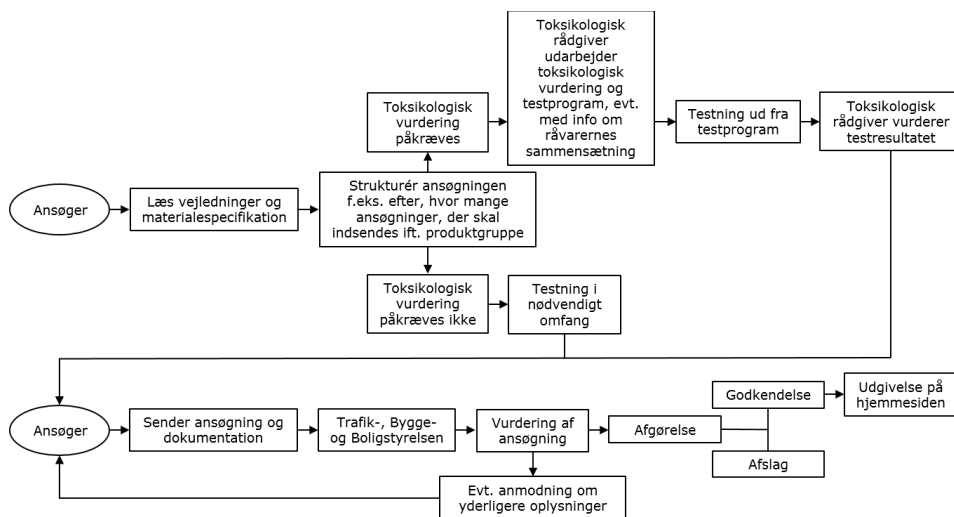 Toksikologisk
rådgiver
udarbejder
toksikologisk
vurdering og
testprogram, evt.
med info om
råvarernes
sammensætning
Toksikologisk
vurdering
påkræves
Testning ud fra
testprogram
Toksikologisk
rådgiver vurderer
testresultatet
Ansøger
Læs vejledninger og
materialespecifikation
Strukturér ansøgningen
f.eks. efter, hvor mange
ansøgninger, der skal
indsendes ift. produktgruppe
Toksikologisk
vurdering
påkræves ikke
Testning i
nødvendigt
omfang
Ansøger
Sender ansøgning og
dokumentation
Trafik-, Bygge-
og Boligstyrelsen
Vurdering af
ansøgning
Afgørelse
Godkendelse
Udgivelse på
hjemmesiden
Afslag
Evt. anmodning om
yderligere oplysninger